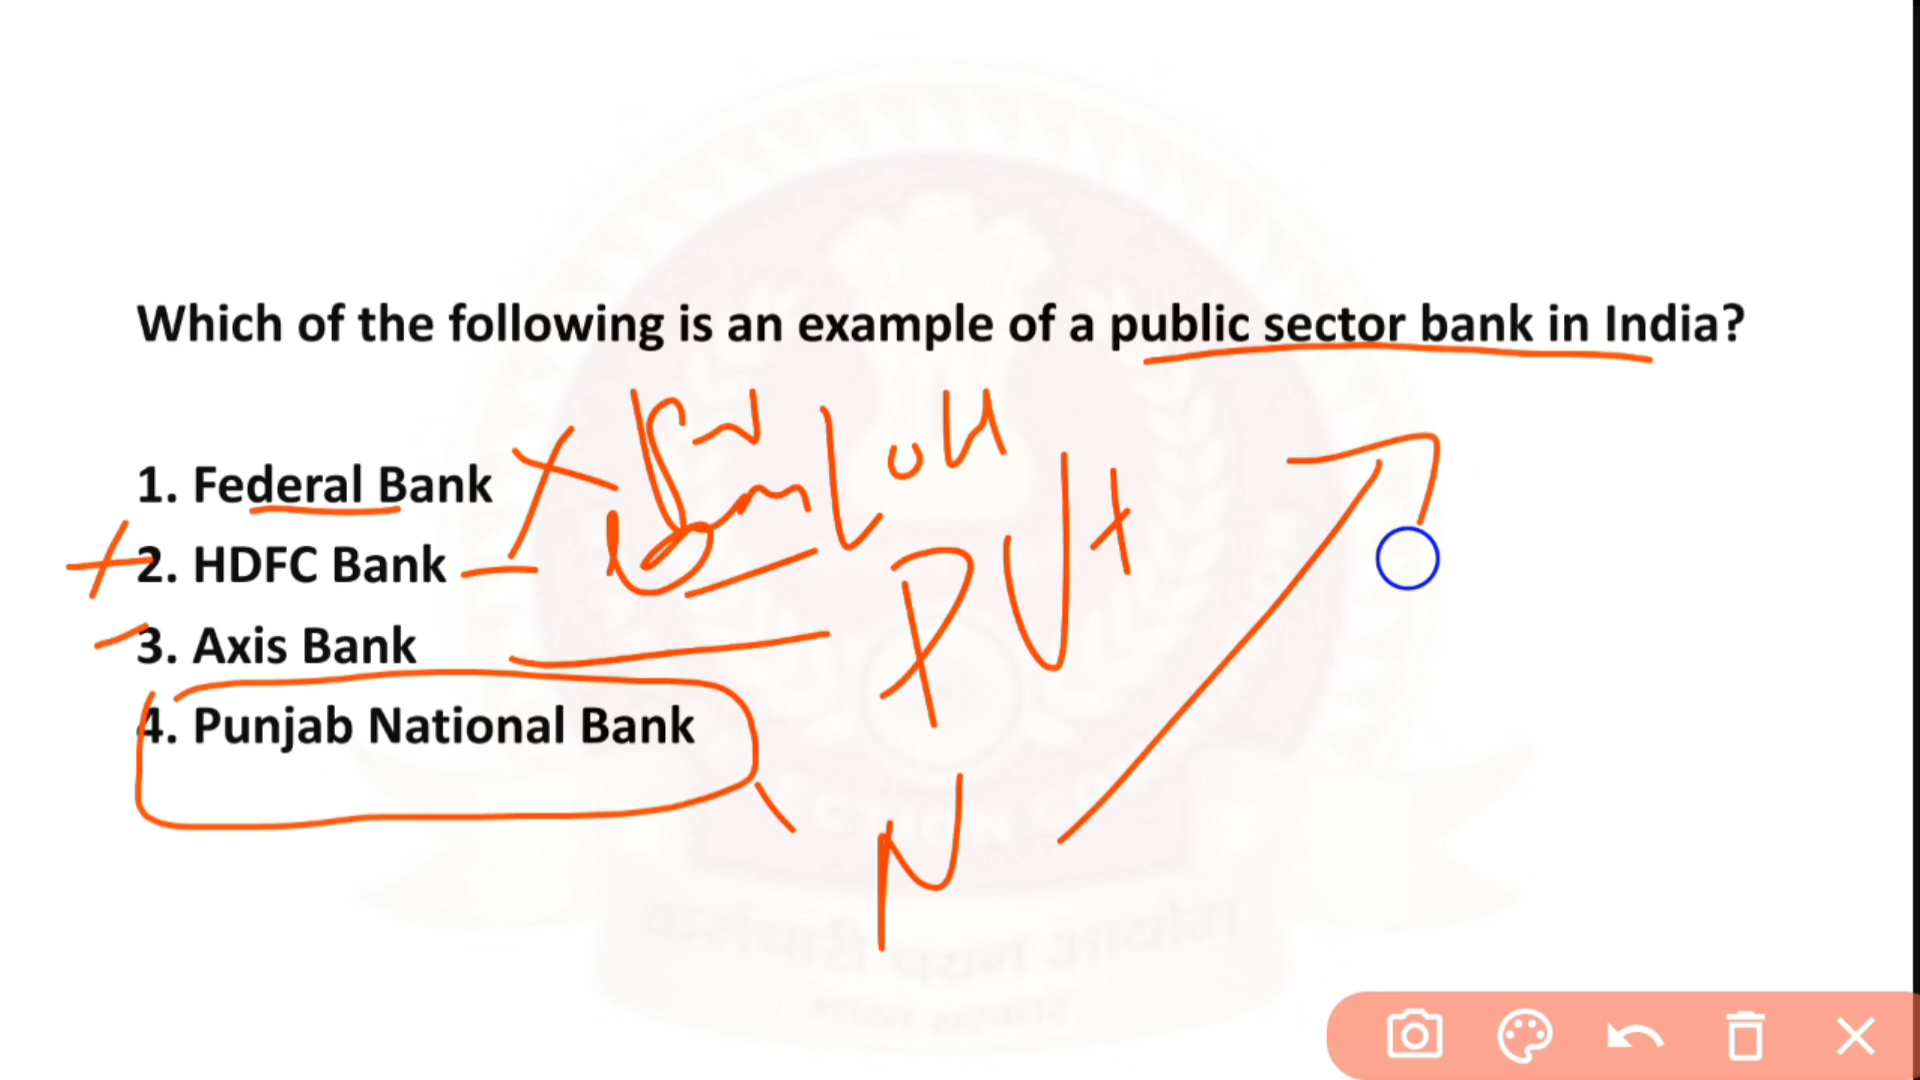 Which of the following is an example of a public sector bank in India?
1. Federal Bank
2. HDFC Bank
3. Axis Bank
4. Punjab National Bank